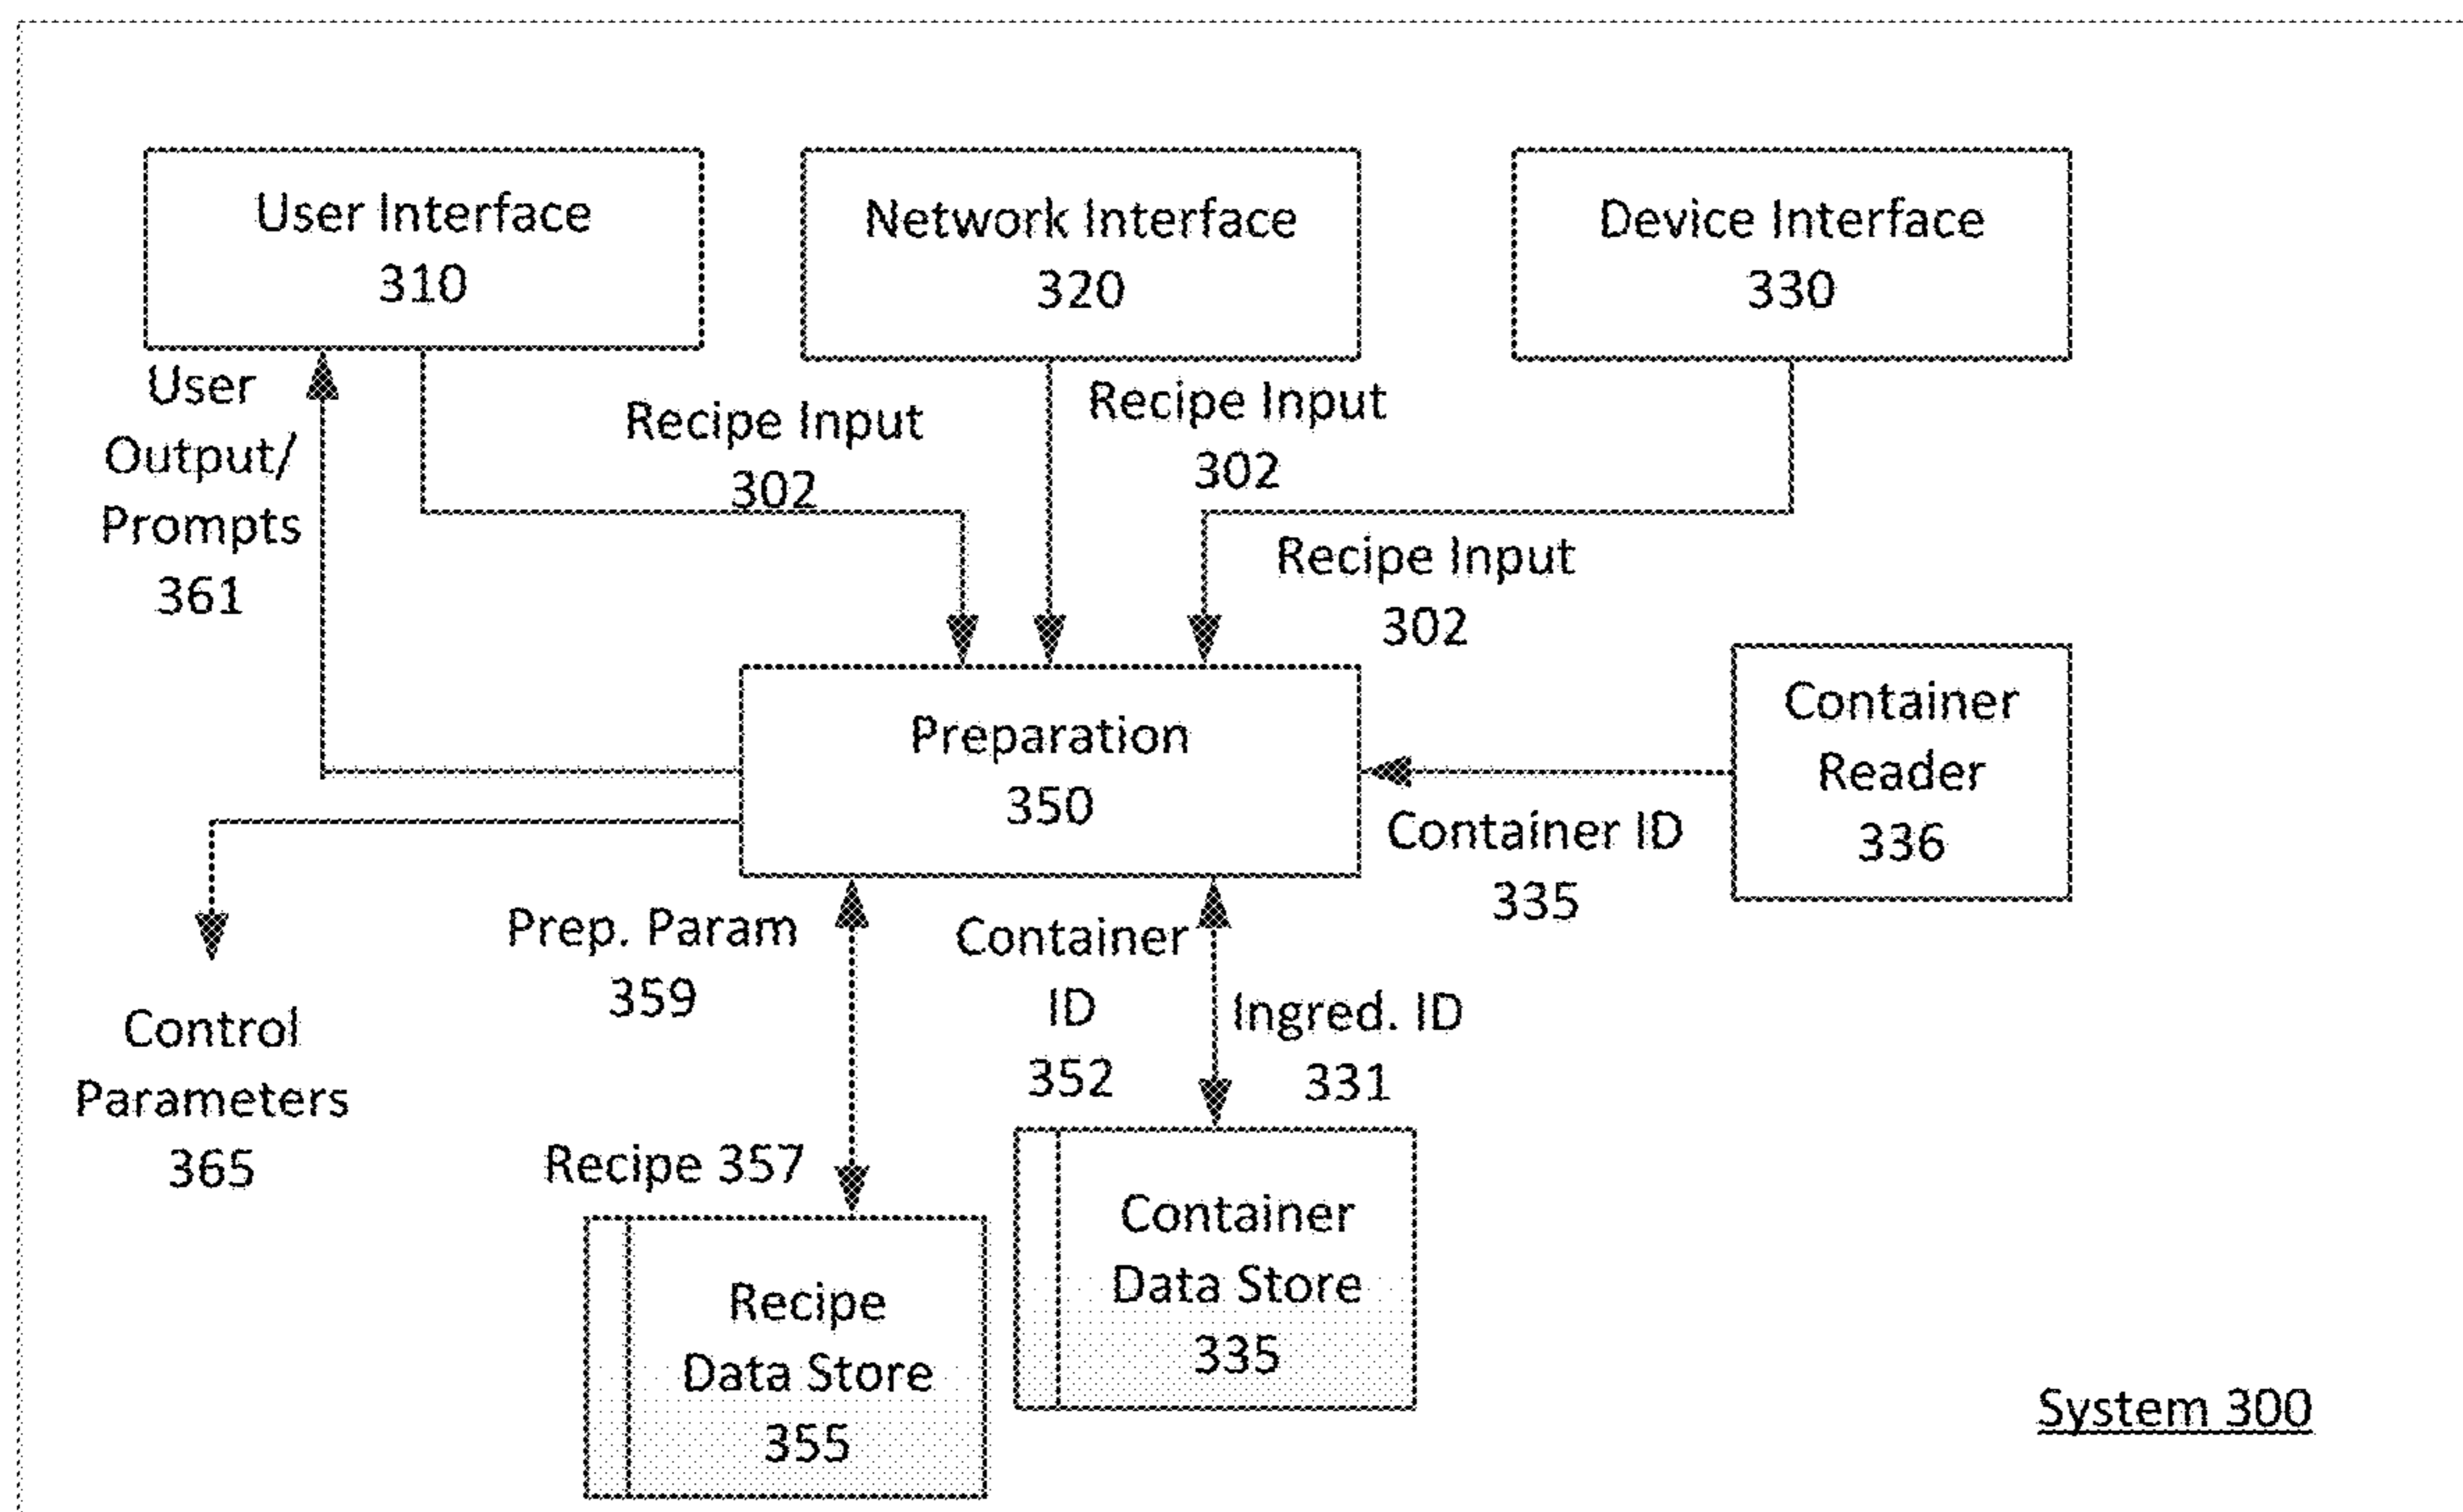 User Interface
310
Network Interface
320
Device Interface
330
User
Output/
Prompts
361
Recipe Input
302
Recipe Input
302
Recipe Input
302
Preparation
350
Container
Reader
336
Container ID
335
Prep. Param
359
Container
ID
352
Ingred. ID
331
Control
Parameters
365
Recipe 357
Recipe
Data Store
355
Container
Data Store
335
System 300